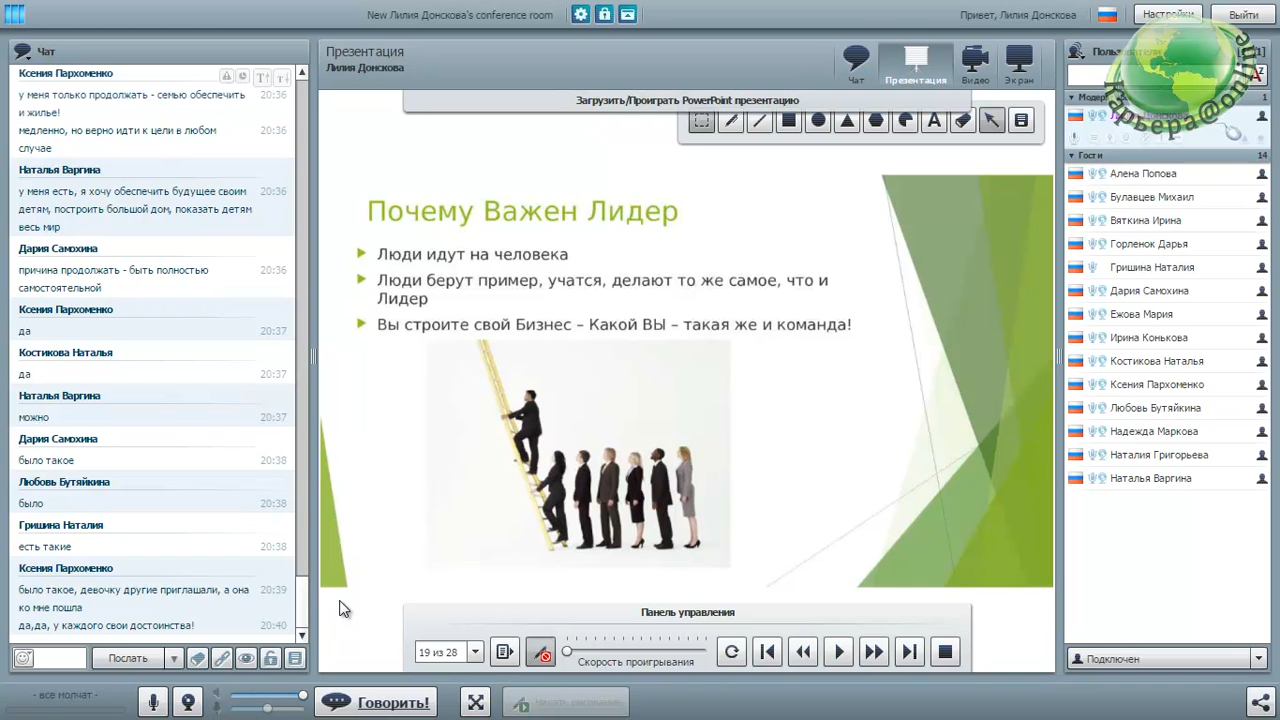 New Лилия Донскова's conference room
Привет, Лилия Донскова
Настройки
Выйти
Чат
Ксения Пархоменко
у меня только продолжать - семью обеспечить
20:36
и жилье!
медленно, но верно идти к цели в любом
20:36
случае
Наталья Варгина
у меня есть, я хочу обеспечить будущее своим
20:36
детям, построить большой дом, показать детям
весь мир
Дария Самохина
причина продолжать - быть полностью
20:36
самостоятельной
Ксения Пархоменко
да
20:37
Костикова Наталья
да
20:37
Наталья Варгина
можно
20:37
Дария Самохина
было такое
20:38
Любовь Бутяйкина
было
20:38
Гришина Наталия
есть такие
20:38
Ксения Пархоменко
было такое, девочку другие приглашали, а она
20:39
ко мне пошла
да,да, у каждого свои достоинства!
20:40
Послать
- все молчат -
Говорить!
Презентация
Лилия Донскова
Чат
Презентация
Видео
Экран
Загрузить/Проиграть PowerPoint презентацию
Почему Важен Лидер
Люди идут на человека
Люди берут пример, учатся, делают то же самое, что и
Лидер
Вы строите свой Бизнес – Какой ВЫ – такая же и команда!
Панель управления
19 из 28
Скорость проигрывания
карьера@online
1
Гости
14
Алена Попова
Булавцев Михаил
Вяткина Ирина
Горленок Дарья
Гришина Наталия
Дария Самохина
Ежова Мария
Ирина Конькова
Костикова Наталья
Ксения Пархоменко
Любовь Бутяйкина
Надежда Маркова
Наталия Григорьева
Наталья Варгина
Подключен